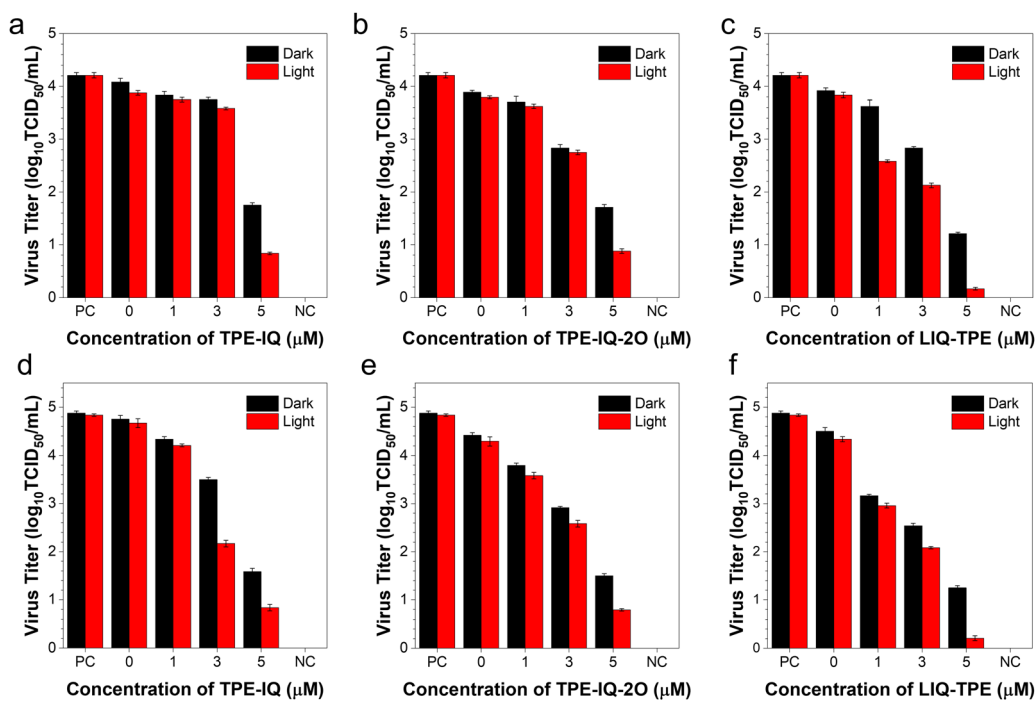 a
5
4
3
2
1
0
Virus Titer (log₁₀TCID₅₀/mL)
Dark
Light
PC 0 1 3 5 NC
Concentration of TPE-IQ (μM)
b
5
4
3
2
1
0
Virus Titer (log₁₀TCID₅₀/mL)
Dark
Light
PC 0 1 3 5 NC
Concentration of TPE-IQ-2O (μM)
c
5
4
3
2
1
0
Virus Titer (log₁₀TCID₅₀/mL)
Dark
Light
PC 0 1 3 5 NC
Concentration of LIQ-TPE (μM)
d
5
4
3
2
1
0
Virus Titer (log₁₀TCID₅₀/mL)
Dark
Light
PC 0 1 3 5 NC
Concentration of TPE-IQ (μM)
e
5
4
3
2
1
0
Virus Titer (log₁₀TCID₅₀/mL)
Dark
Light
PC 0 1 3 5 NC
Concentration of TPE-IQ-2O (μM)
f
5
4
3
2
1
0
Virus Titer (log₁₀TCID₅₀/mL)
Dark
Light
PC 0 1 3 5 NC
Concentration of LIQ-TPE (μM)